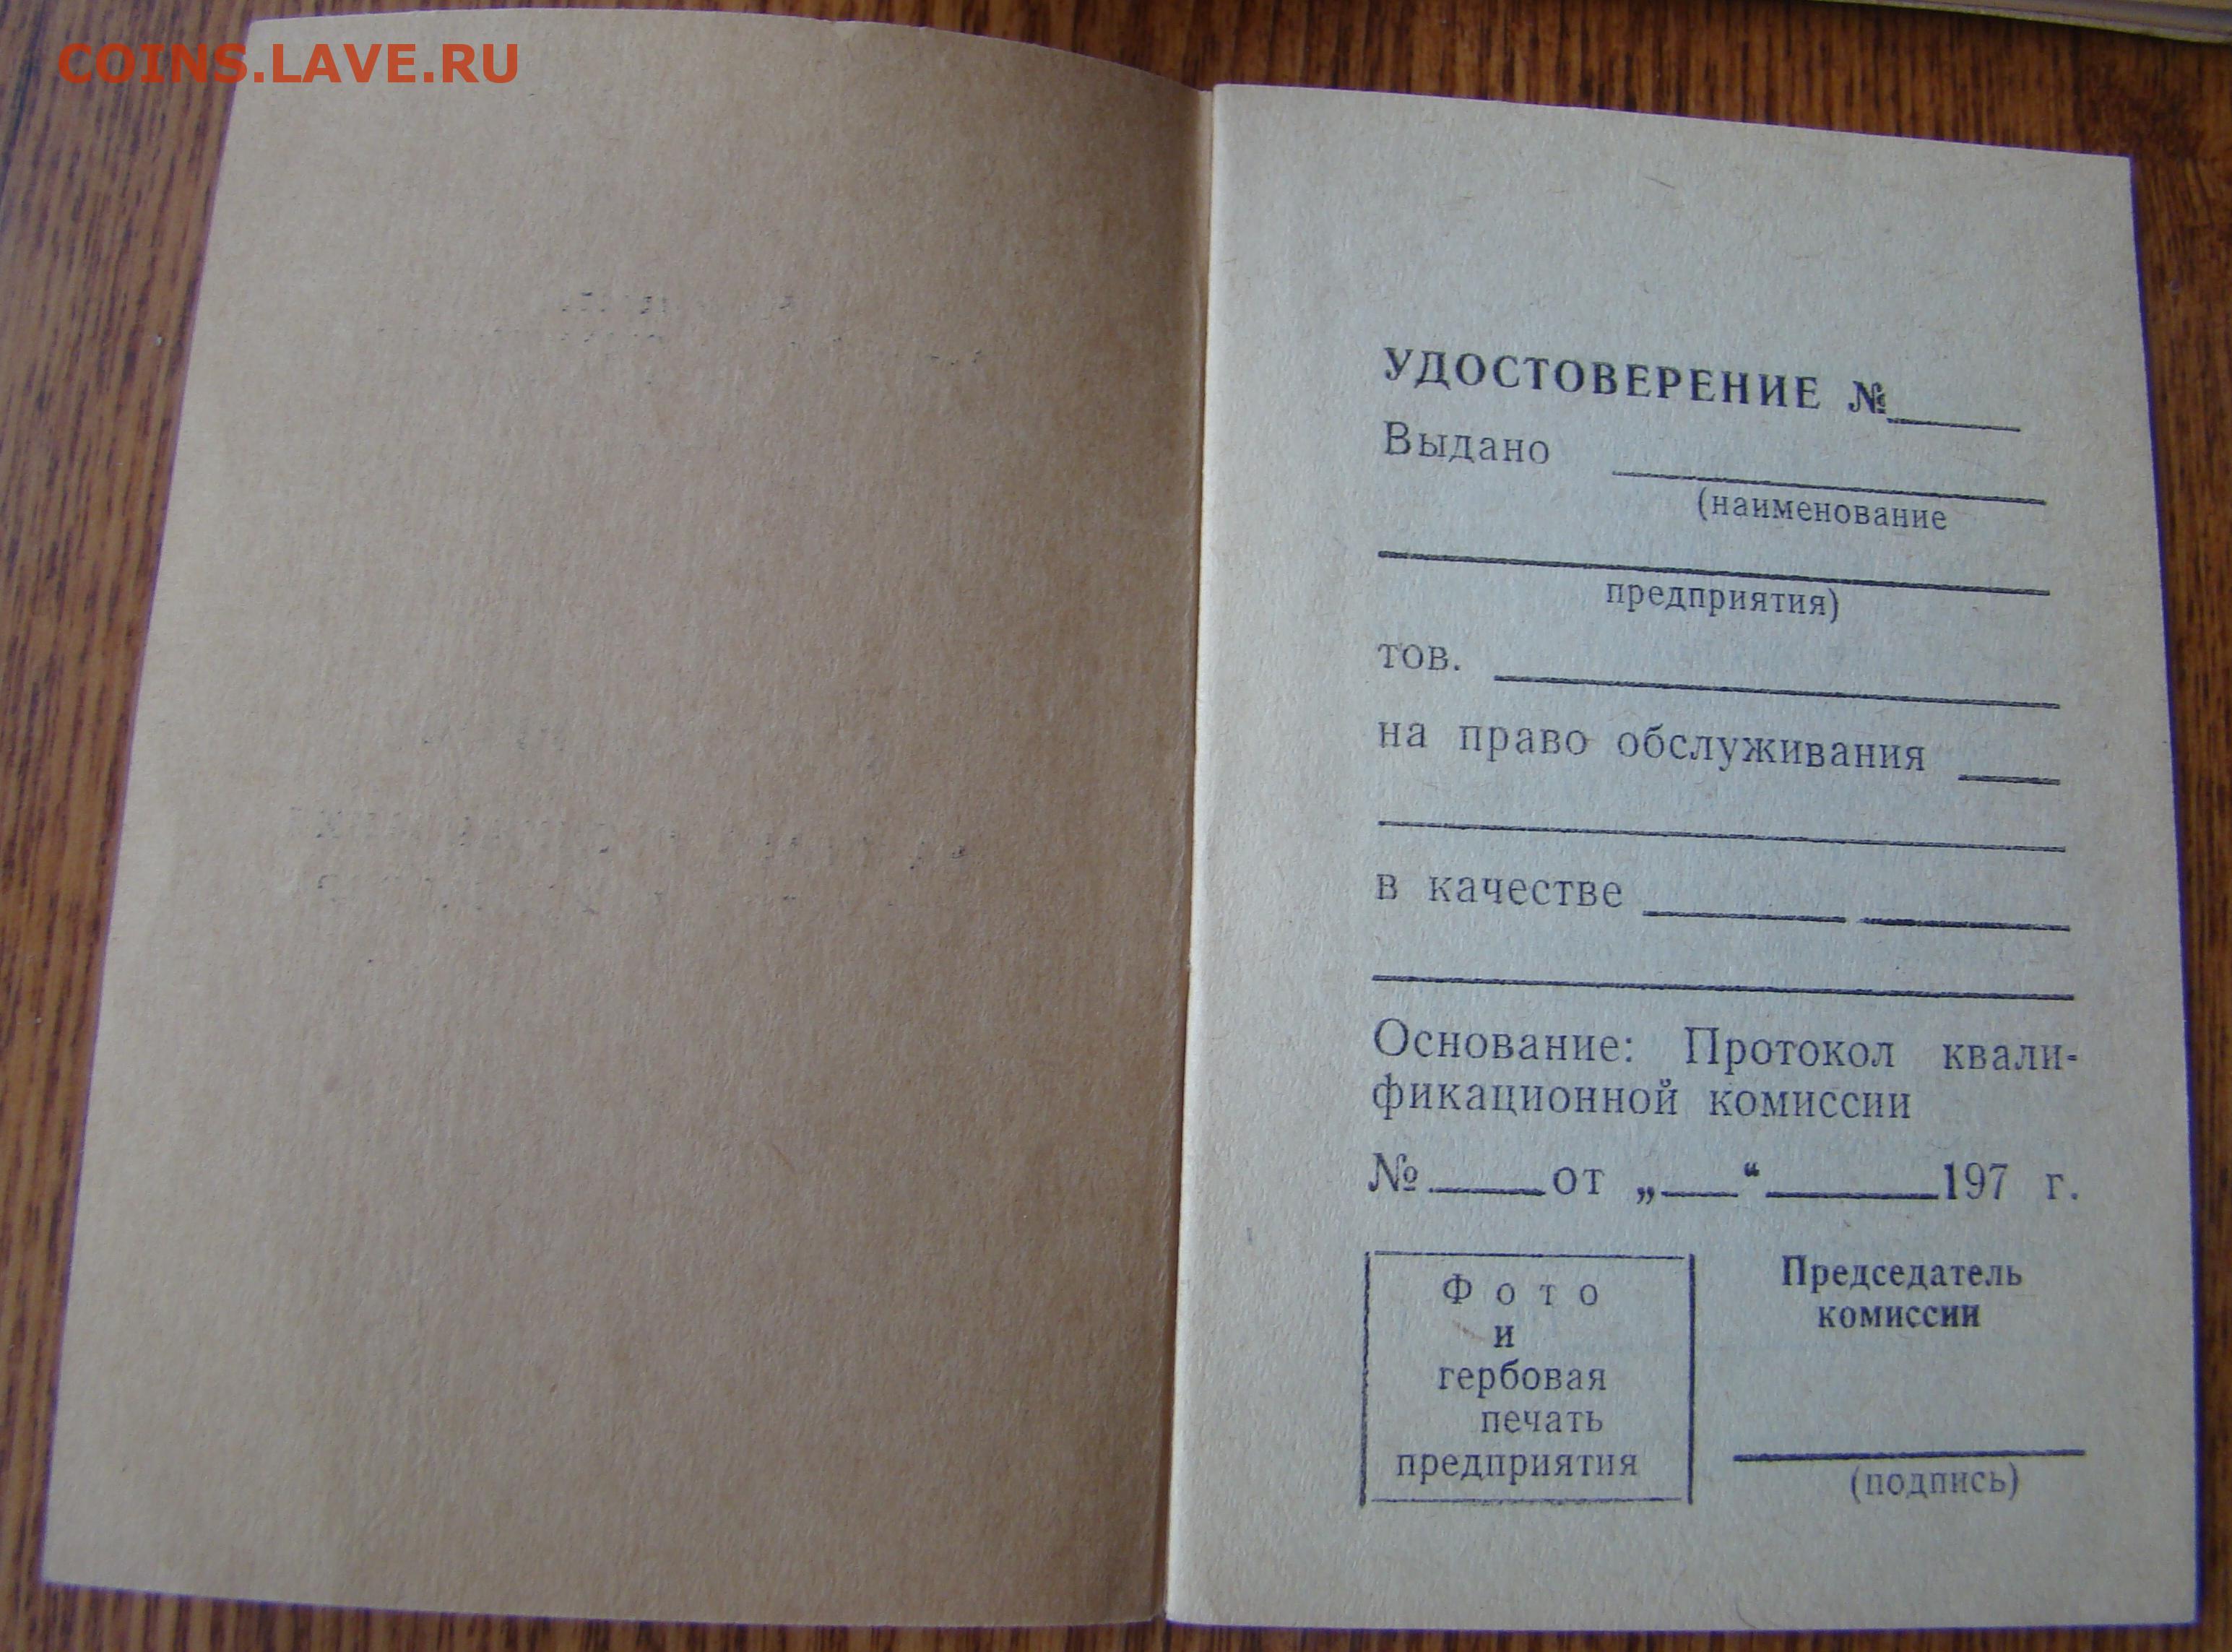 COINS.LAVE.RU
УДОСТОВЕРЕНИЕ №
Выдано
(наименование
предприятия)
тов.
на право обслуживания
в качестве
Основание: Протокол квали-
фикационной комиссии
№ от „ “ 197 г.
Фото
и
гербовая
печать
предприятия
Председатель
комиссии
(подпись)